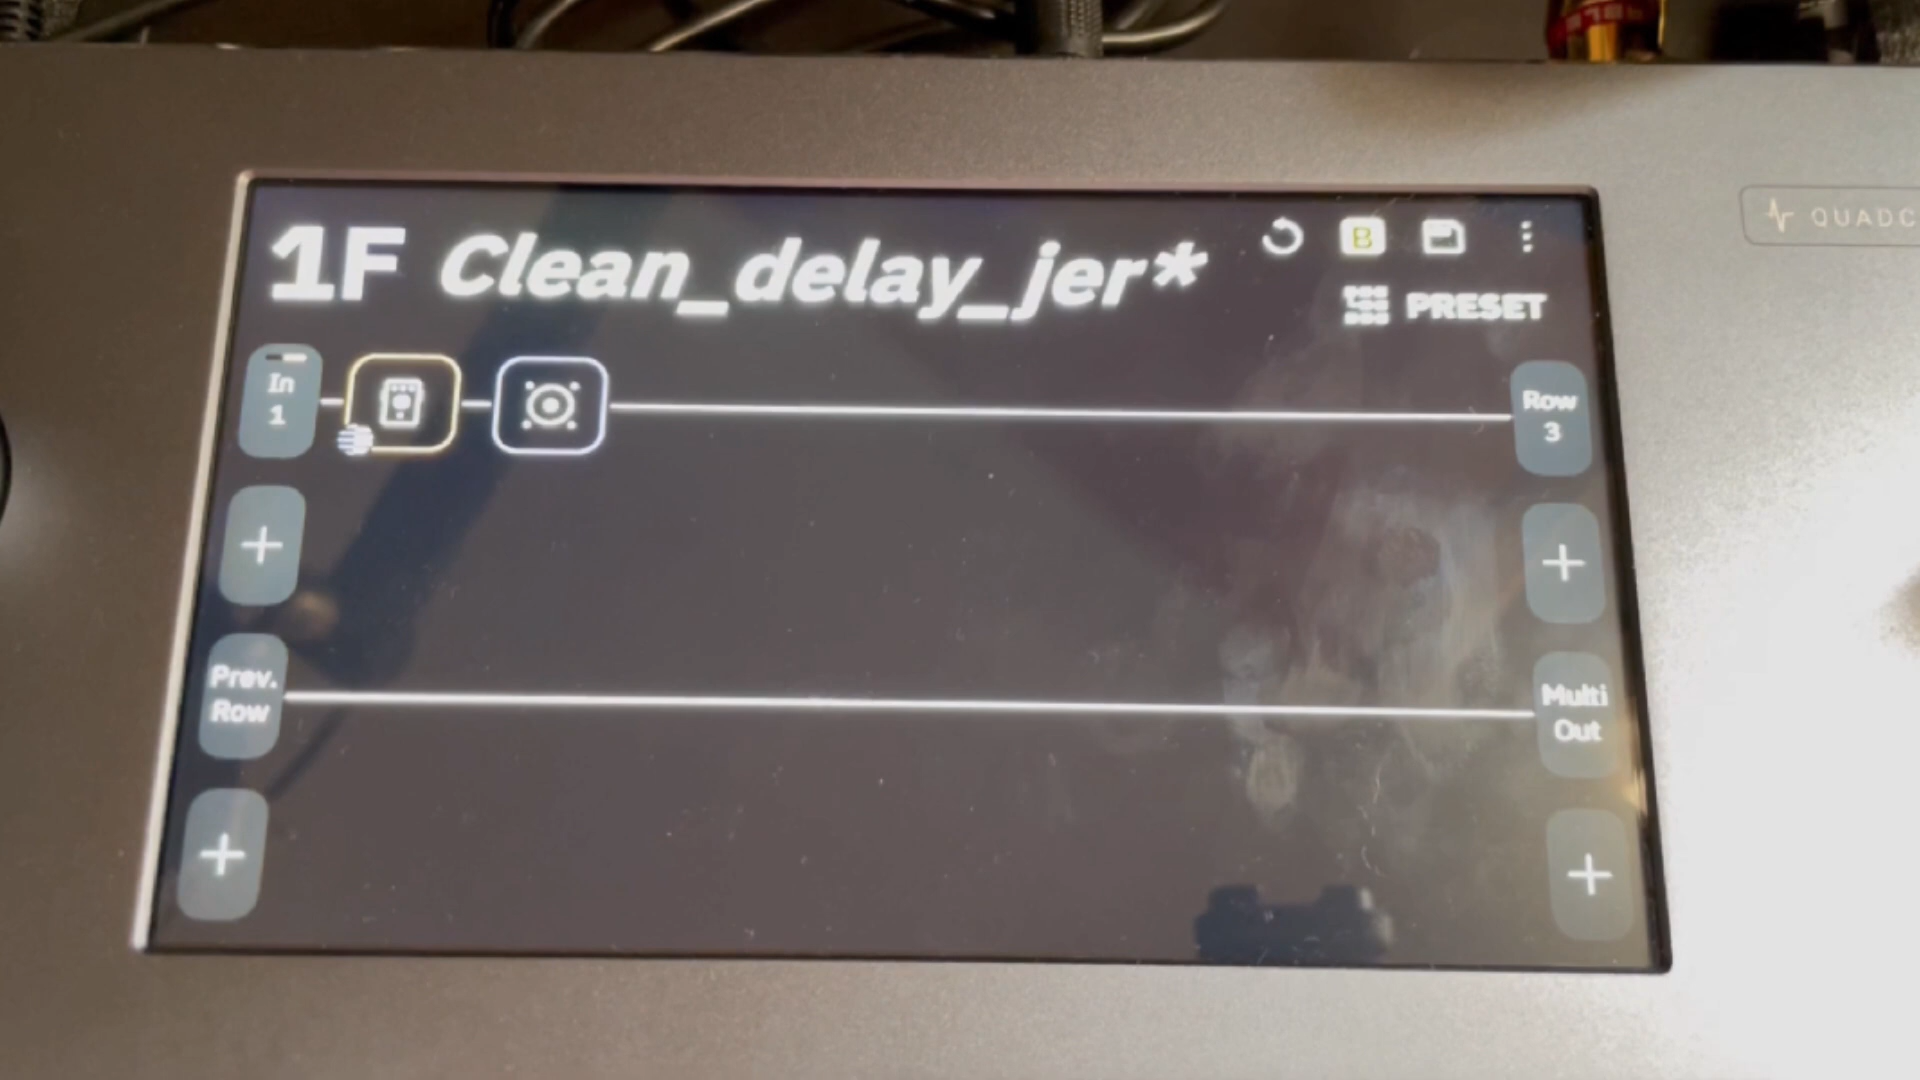 QUADC
1F Clean_delay_jer*
B
PRESET
In
1
Row
3
+
+
Prev.
Row
Multi
Out
+
+